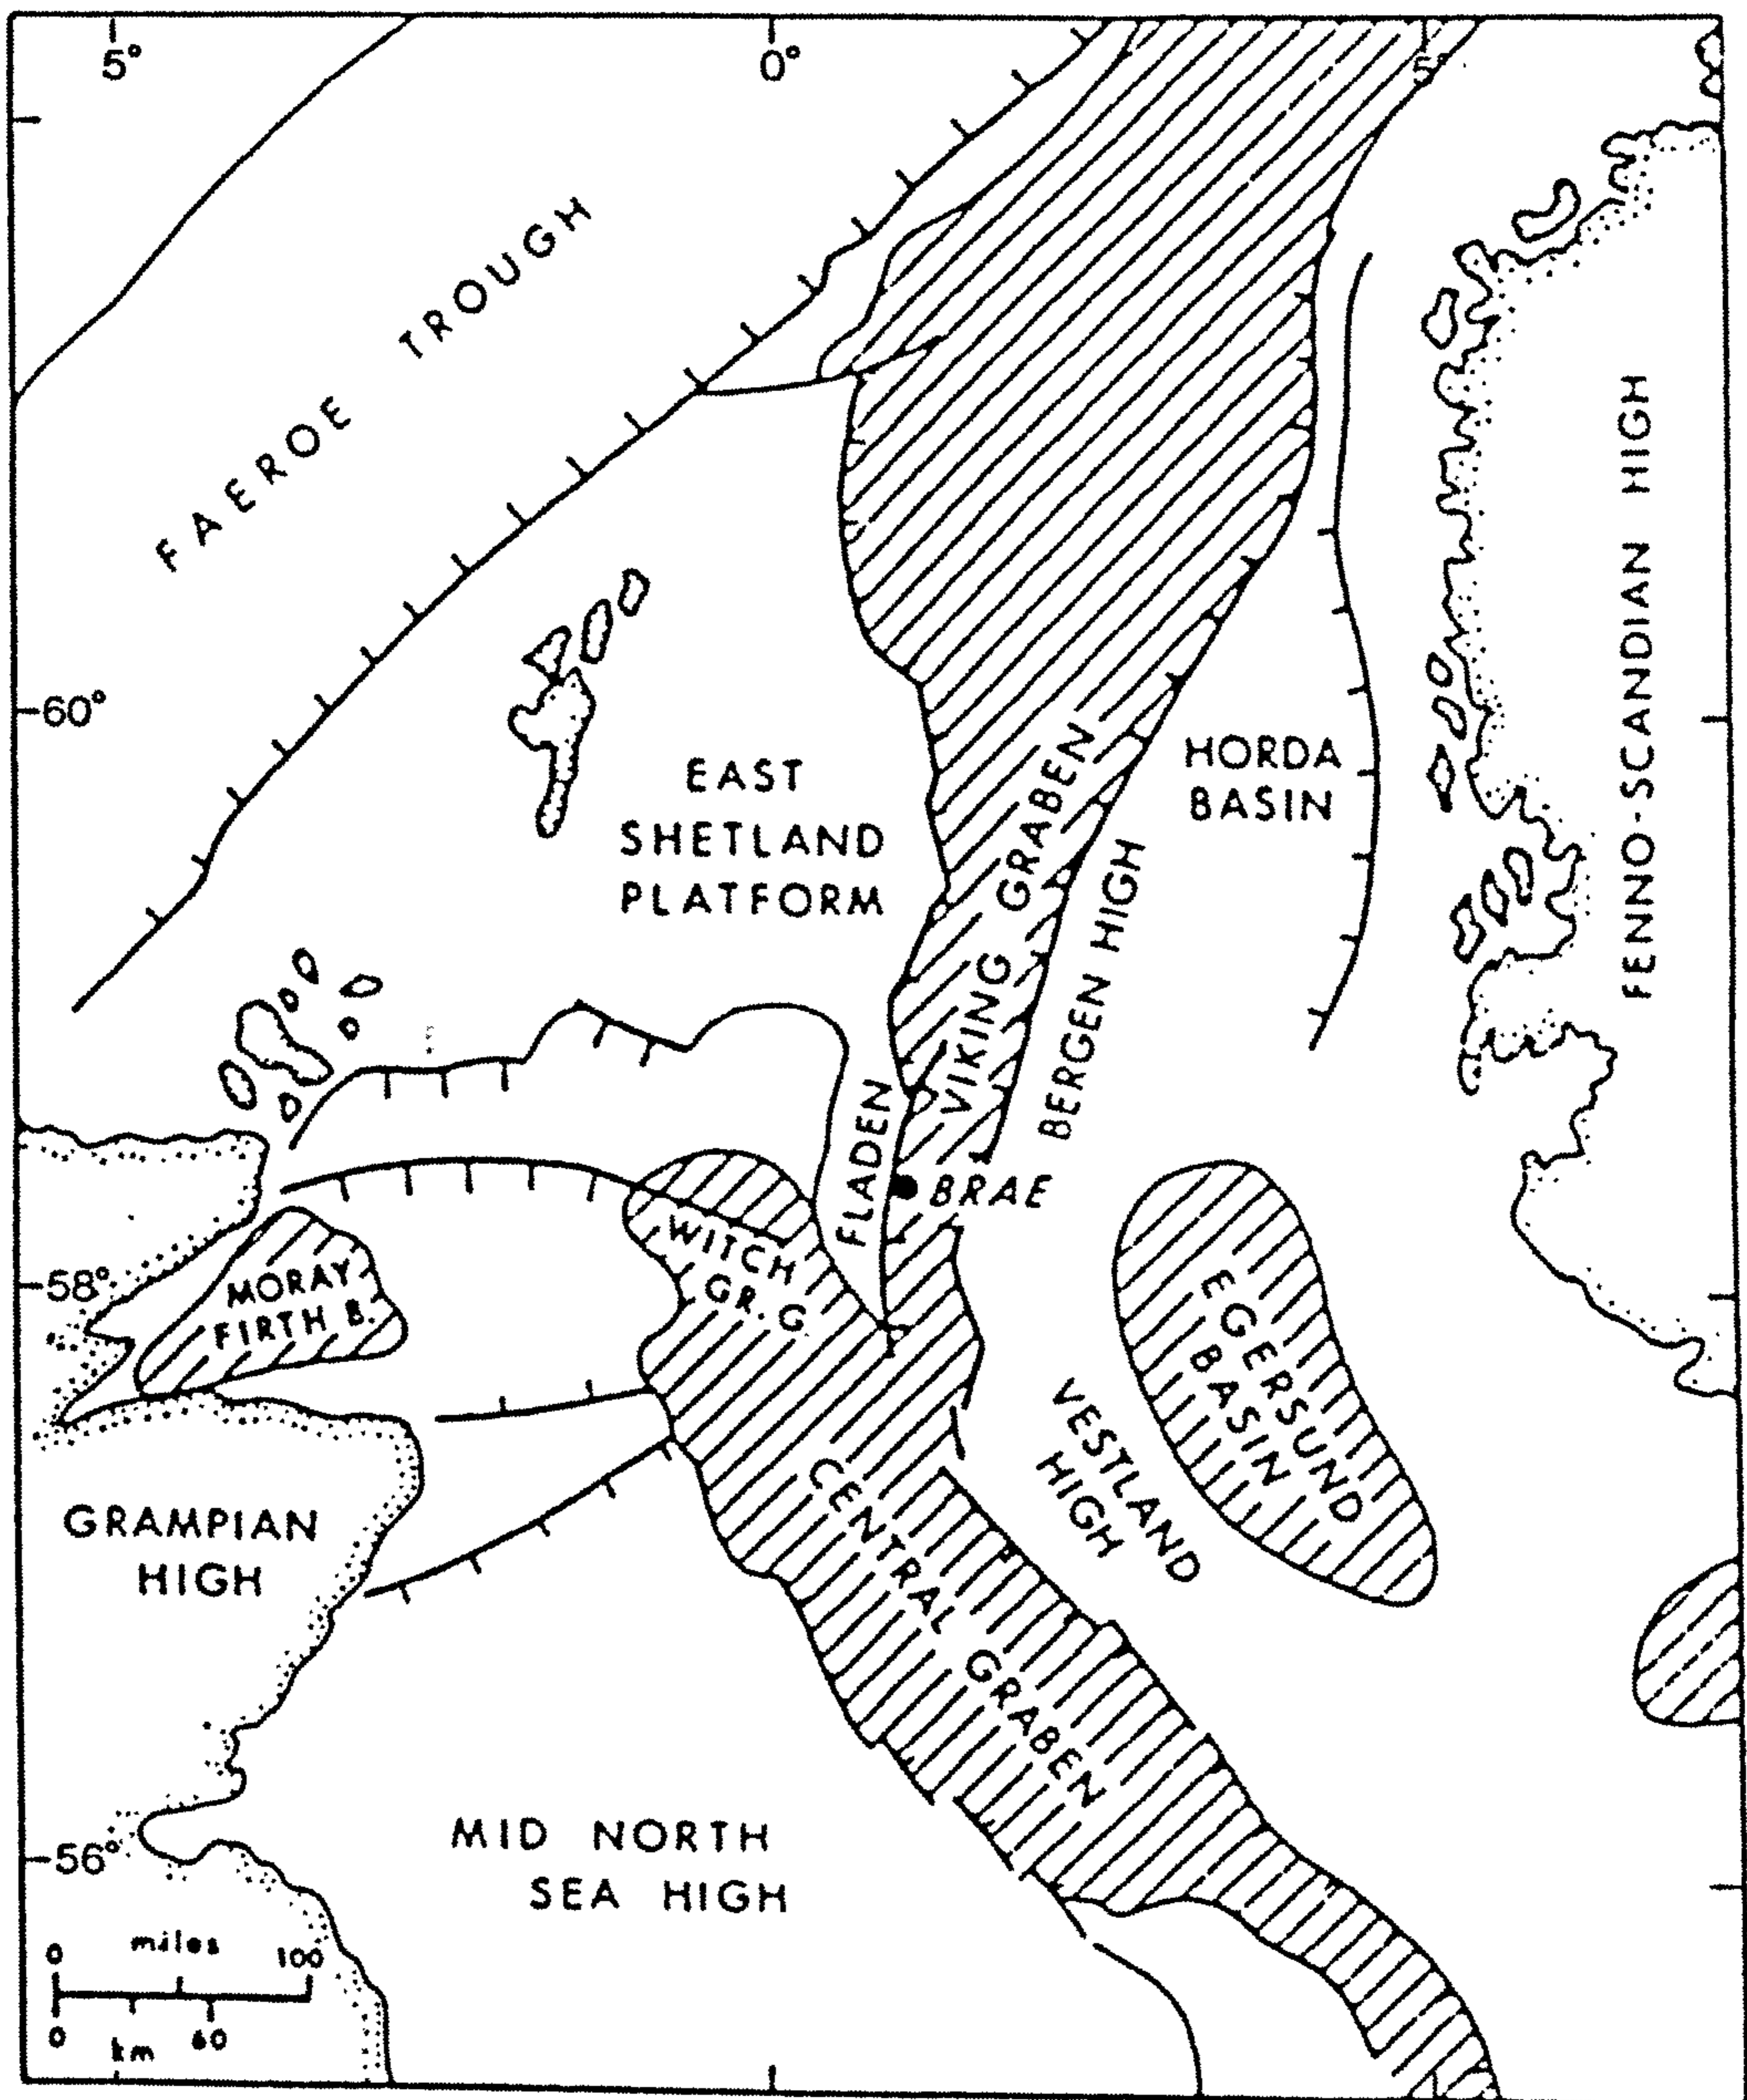 5°
0°
5°
FAEROE TROUGH
FENNO-SCANDIAN HIGH
60°
EAST
SHETLAND
PLATFORM
HORDA
BASIN
VIKING GRABEN
BERGEN HIGH
FLADEN
BRAE
WITCH
GR. G.
58°
MORAY
FIRTH B.
EGERSUND
BASIN
VESTLAND
HIGH
GRAMPIAN
HIGH
CENTRAL GRABEN
MID NORTH
SEA HIGH
56°
miles
0 100
0 60
km